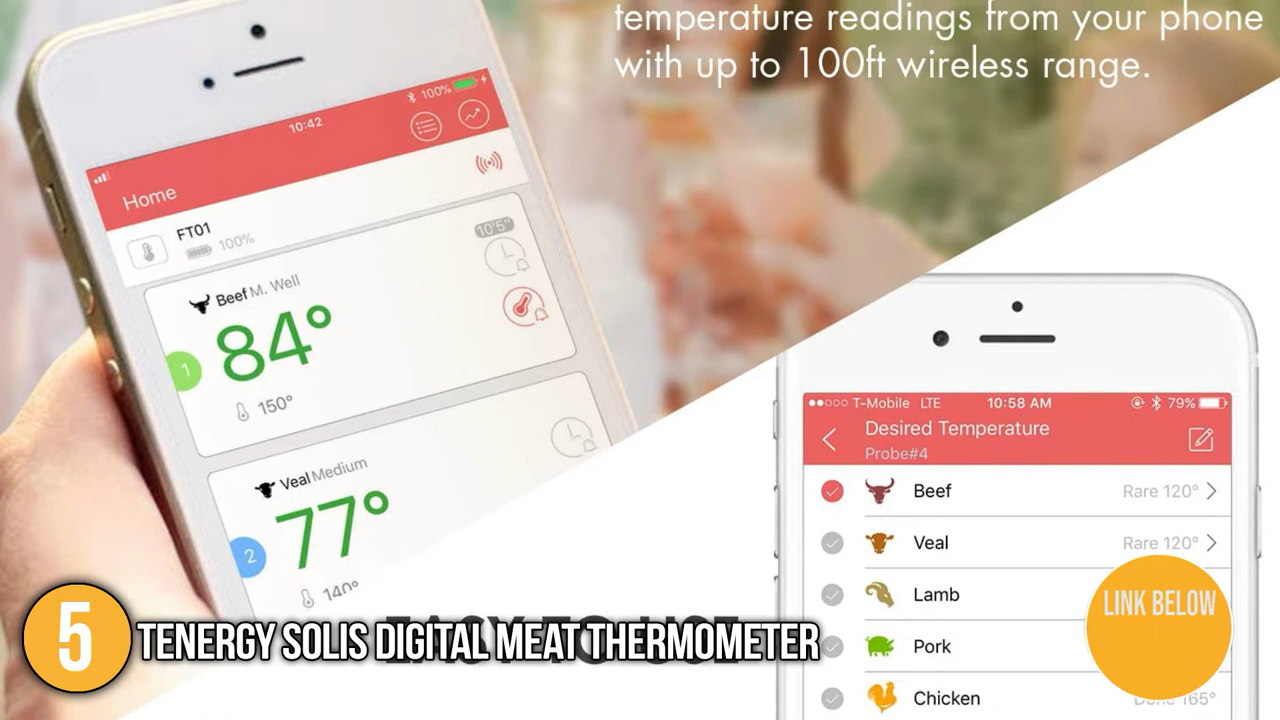 temperature readings from your phone
with up to 100ft wireless range.
100%
10:42
Home
FT01
100%
10'5"
Beef M. Well
84°
1
150°
Veal Medium
77°
2
140°
T-Mobile LTE 10:58 AM 79%
Desired Temperature
Probe#4
Beef Rare 120°
Veal Rare 120°
Lamb
Pork
Chicken Done 165°
LINK BELOW
5 TENERGY SOLIS DIGITAL MEAT THERMOMETER